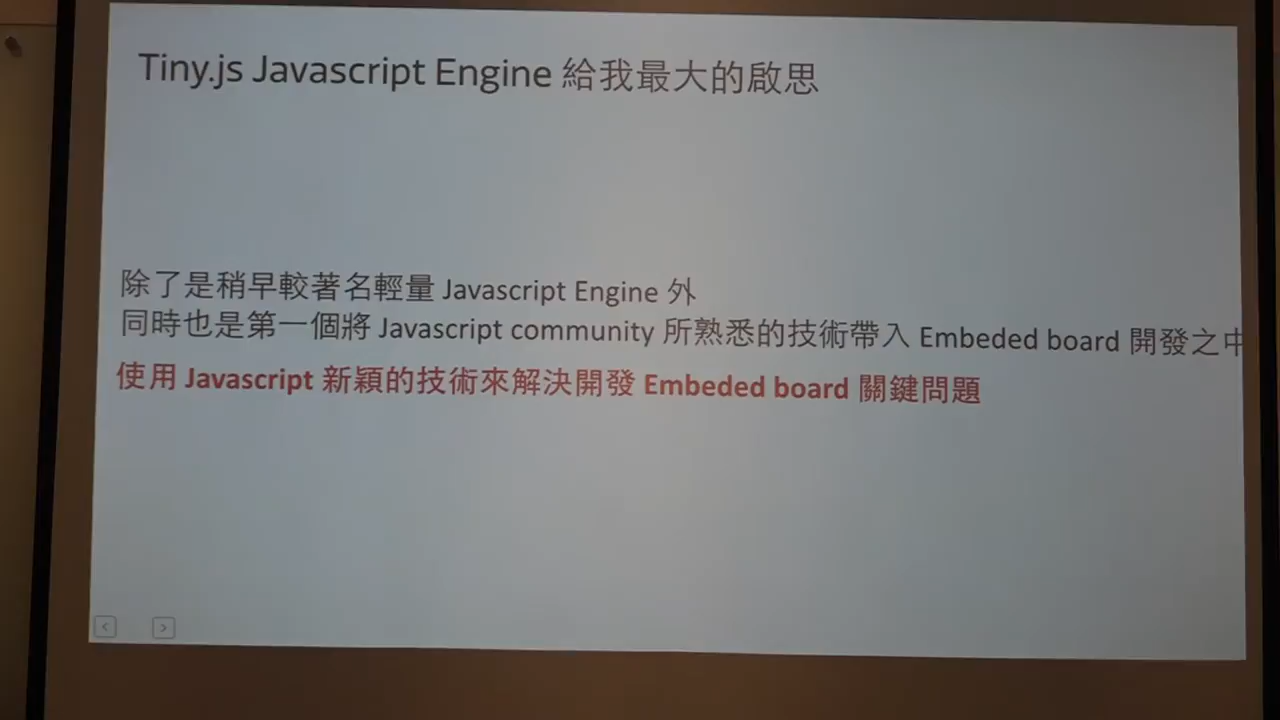 Tiny.js Javascript Engine 給我最大的啟思
除了是稍早較著名輕量 Javascript Engine 外
同時也是第一個將 Javascript community 所熟悉的技術帶入 Embeded board 開發之中
使用 Javascript 新穎的技術來解決開發 Embeded board 關鍵問題